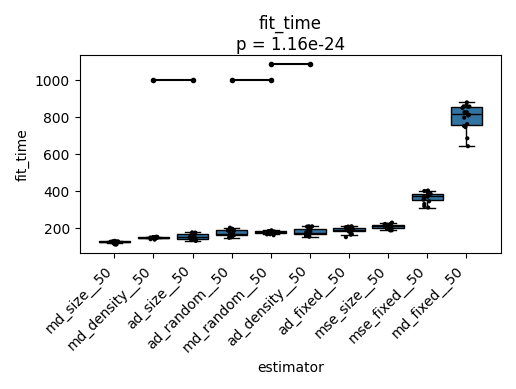 fit_time
p = 1.16e-24
fit_time
1000
800
600
400
200
md_size__50
md_density__50
ad_size__50
ad_random__50
md_random__50
ad_density__50
ad_fixed__50
mse_size__50
mse_fixed__50
md_fixed__50
estimator